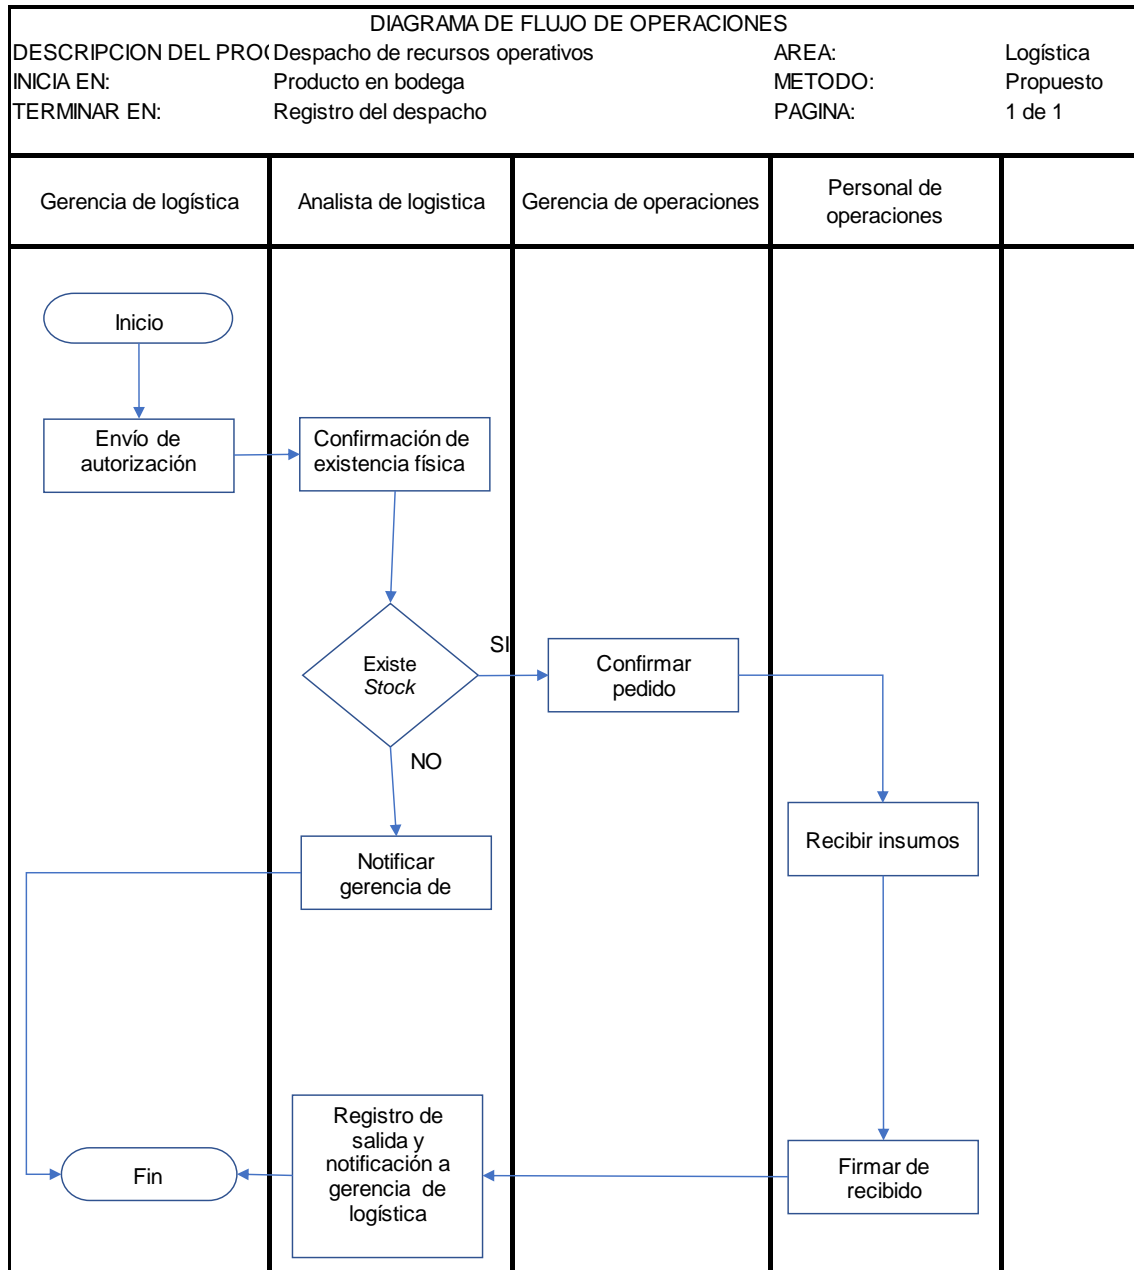 DIAGRAMA DE FLUJO DE OPERACIONES
DESCRIPCION DEL PRO Despacho de recursos operativos AREA: Logística
INICIA EN: Producto en bodega METODO: Propuesto
TERMINAR EN: Registro del despacho PAGINA: 1 de 1
Gerencia de logística
Analista de logistica
Gerencia de operaciones
Personal de
operaciones
Inicio
Envío de
autorización
Confirmación de
existencia física
Existe
Stock
SI
Confirmar
pedido
NO
Recibir insumos
Notificar
gerencia de
Registro de
salida y
notificación a
gerencia de
logística
Fin
Firmar de
recibido